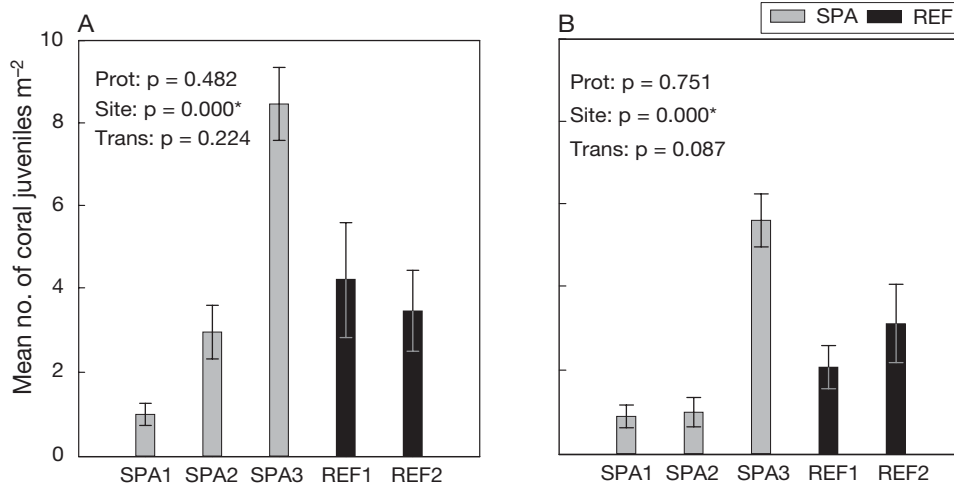 SPA REF
A
Mean no. of coral juveniles m⁻²
10
8
6
4
2
0
Prot: p = 0.482
Site: p = 0.000*
Trans: p = 0.224
SPA1 SPA2 SPA3 REF1 REF2
B
Prot: p = 0.751
Site: p = 0.000*
Trans: p = 0.087
SPA1 SPA2 SPA3 REF1 REF2